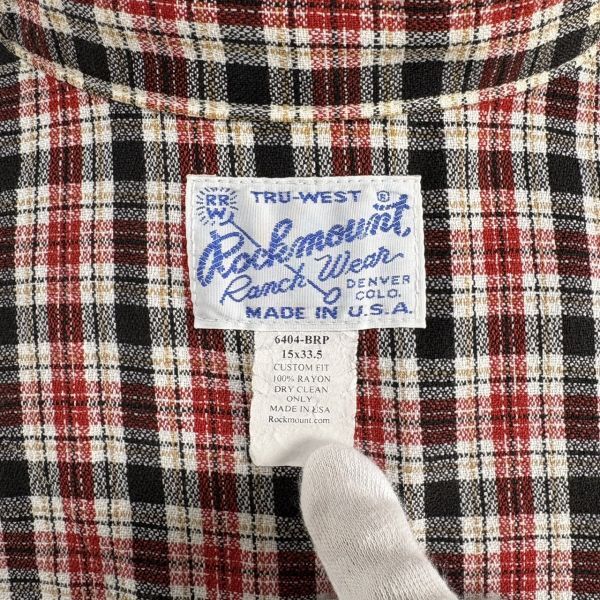 RR
W
TRU-WEST ®
Rockmount
Ranch Wear
DENVER
COLO.
MADE IN U.S.A.
6404-BRP
15x33.5
CUSTOM FIT
100% RAYON
DRY CLEAN
ONLY
MADE IN USA
Rockmount.com